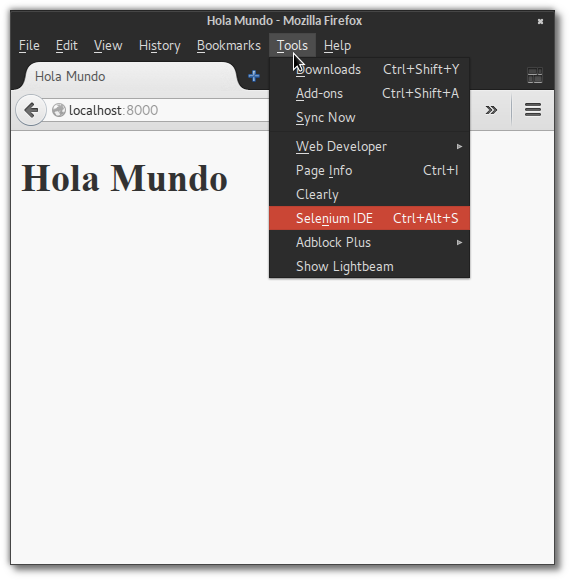 Hola Mundo - Mozilla Firefox
File Edit View History Bookmarks Tools Help
Hola Mundo
localhost:8000
Downloads Ctrl+Shift+Y
Add-ons Ctrl+Shift+A
Sync Now
Web Developer
Page Info Ctrl+I
Clearly
Selenium IDE Ctrl+Alt+S
Adblock Plus
Show Lightbeam
Hola Mundo